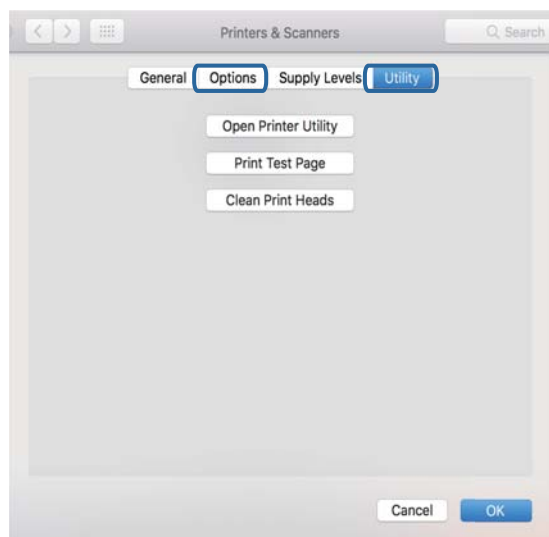 Printers & Scanners
Search
General Options Supply Levels Utility
Open Printer Utility
Print Test Page
Clean Print Heads
Cancel OK